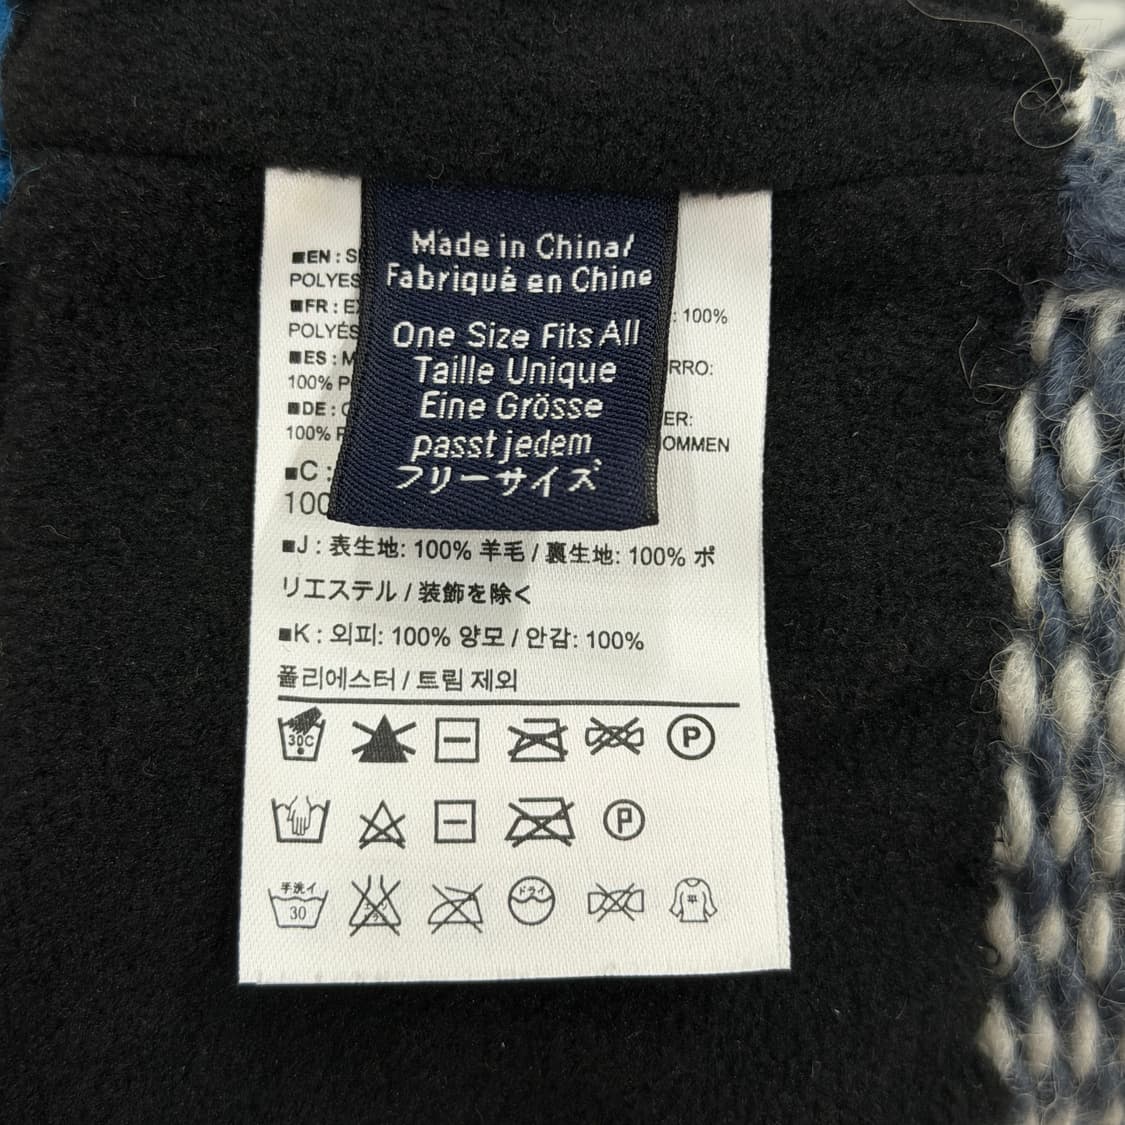 Made in China/
Fabriqué en Chine
One Size Fits All
Taille Unique
Eine Grösse
passt jedem
フリーサイズ
■EN : S
POLYES
■FR : EX : 100%
POLYÉS
■ES : M RRO:
100% P
■DE : ER:
100% OMMEN
■C :
100
■J : 表生地: 100% 羊毛 / 裏生地: 100% ポ
リエステル / 装飾を除く
■K : 외피: 100% 양모 / 안감: 100%
폴리에스터 / 트림 제외
30C P
P
手洗イ ドライ 平
30